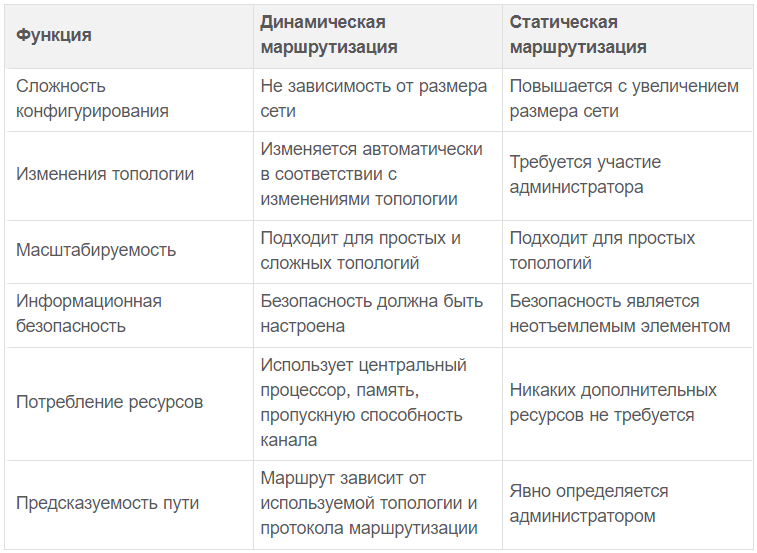 Функция
Динамическая
маршрутизация
Статическая
маршрутизация
Сложность
конфигурирования
Не зависимость от размера
сети
Повышается с увеличением
размера сети
Изменения топологии
Изменяется автоматически
в соответствии с
изменениями топологии
Требуется участие
администратора
Масштабируемость
Подходит для простых и
сложных топологий
Подходит для простых
топологий
Информационная
безопасность
Безопасность должна быть
настроена
Безопасность является
неотъемлемым элементом
Потребление ресурсов
Использует центральный
процессор, память,
пропускную способность
канала
Никаких дополнительных
ресурсов не требуется
Предсказуемость пути
Маршрут зависит от
используемой топологии и
протокола маршрутизации
Явно определяется
администратором